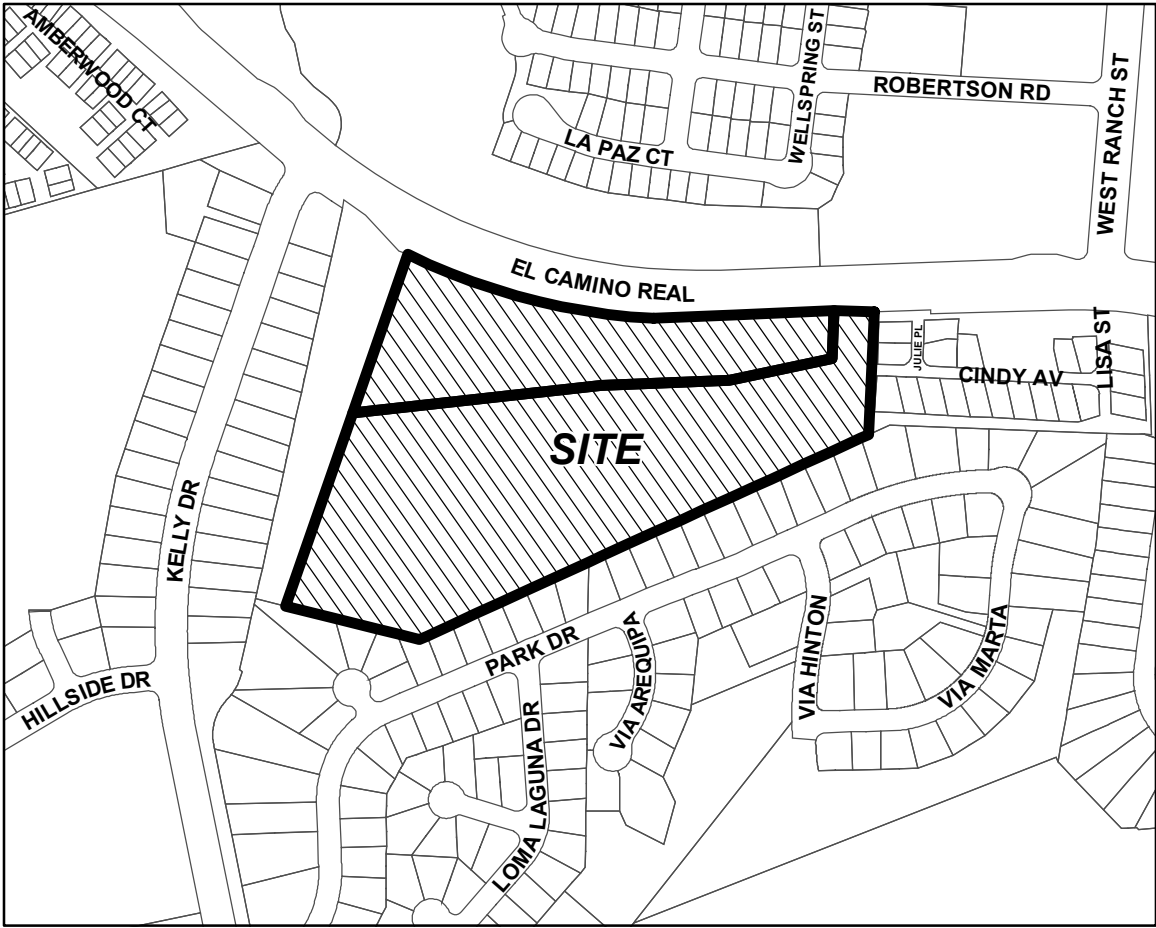 AMBERWOOD CT
WELLSPRING ST
ROBERTSON RD
WEST RANCH ST
LA PAZ CT
EL CAMINO REAL
JULIE PL
LISA ST
CINDY AV
SITE
KELLY DR
PARK DR
VIA AREQUIPA
VIA HINTON
VIA MARTA
HILLSIDE DR
LOMA LAGUNA DR